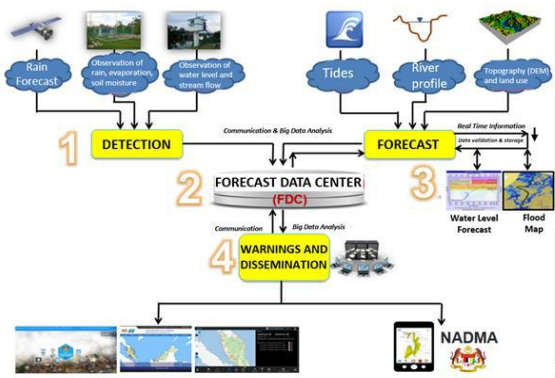 Rain
Forecast
Observation of
rain, evaporation,
soil moisture
Observation of
water level and
stream flow
Tides
River
profile
Topography (DEM)
and land use
1
DETECTION
Communication & Big Data Analysis
FORECAST
Real Time Information
Data validation & storage
2
FORECAST DATA CENTER
(FDC)
3
Water Level
Forecast
Flood
Map
Communication
Big Data Analysis
4
WARNINGS AND
DISSEMINATION
NADMA